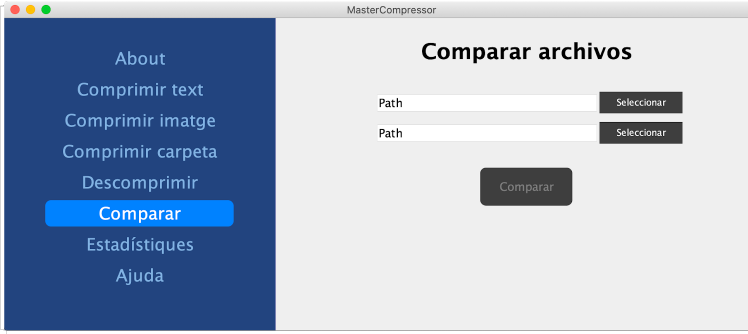 MasterCompressor
About
Comprimir text
Comprimir imatge
Comprimir carpeta
Descomprimir
Comparar
Estadístiques
Ajuda
Comparar archivos
Path Seleccionar
Path Seleccionar
Comparar